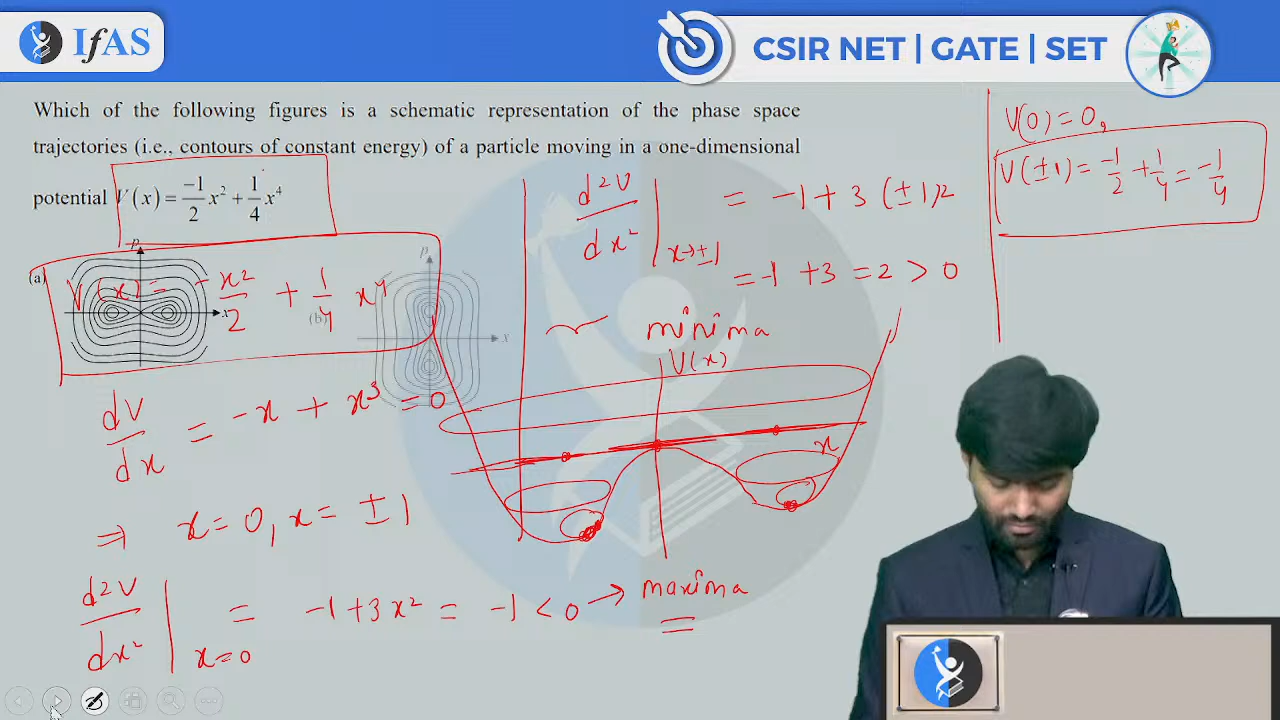 IfAS
CSIR NET | GATE | SET
Which of the following figures is a schematic representation of the phase space
trajectories (i.e., contours of constant energy) of a particle moving in a one-dimensional
potential V(x) = -1/2 x² + 1/4 x⁴
(a)
p
x
(b)
p
x
V(x) = -x²/2 + 1/4 x⁴
dV/dx = -x + x³ = 0
⇒ x = 0, x = ±1
d²V/dx² |x=0 = -1 + 3x² = -1 < 0 → maxima
d²V/dx² |x→±1 = -1 + 3 (±1)2
= -1 + 3 = 2 > 0
minima
V(x)
x
V(0) = 0,
V(±1) = -1/2 + 1/4 = -1/4